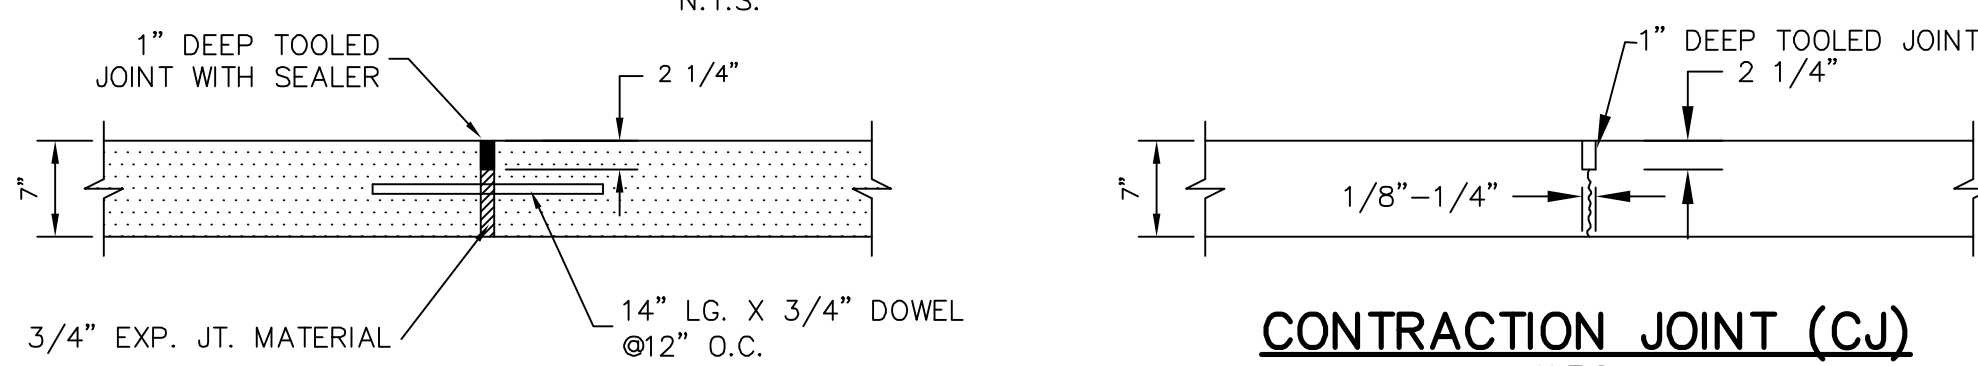 N.T.S.
1” DEEP TOOLED
JOINT WITH SEALER
2 1/4”
7”
3/4” EXP. JT. MATERIAL
14” LG. X 3/4” DOWEL
@12” O.C.
1” DEEP TOOLED JOINT
2 1/4”
7”
1/8”-1/4”
CONTRACTION JOINT (CJ)